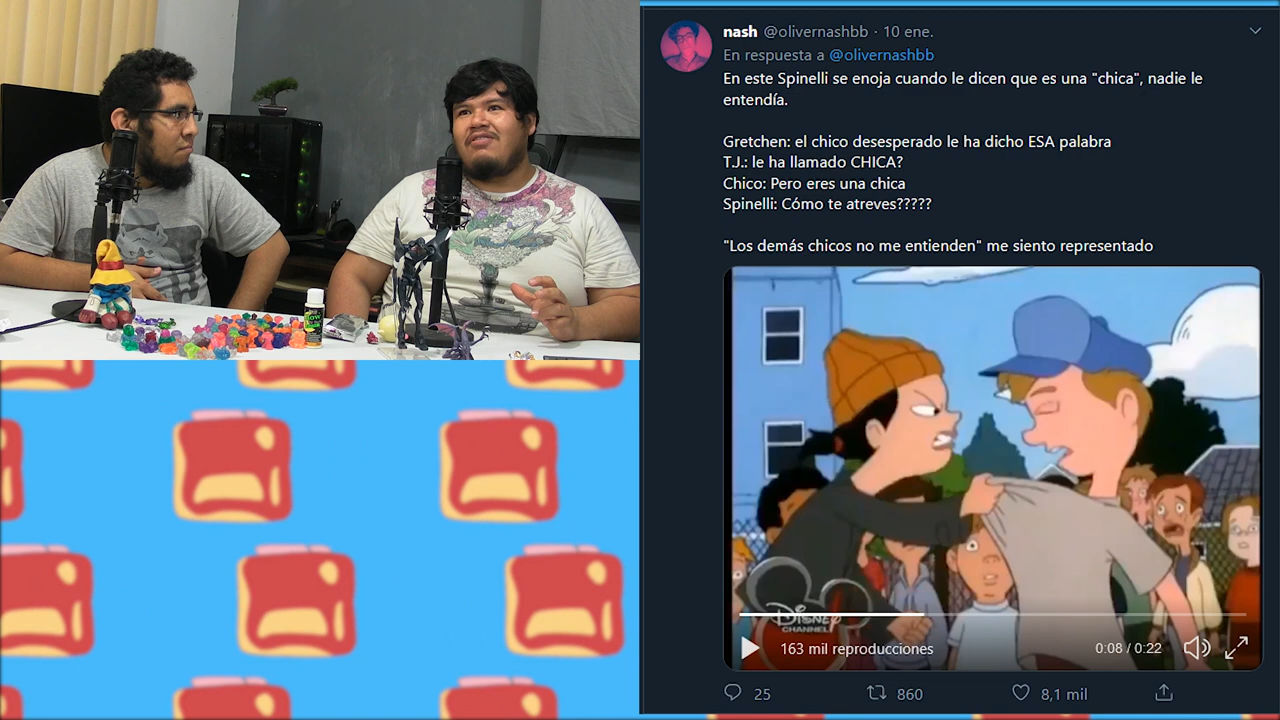 nash @olivernashbb · 10 ene.
En respuesta a @olivernashbb
En este Spinelli se enoja cuando le dicen que es una "chica", nadie le
entendía.
Gretchen: el chico desesperado le ha dicho ESA palabra
T.J.: le ha llamado CHICA?
Chico: Pero eres una chica
Spinelli: Cómo te atreves?????
"Los demás chicos no me entienden" me siento representado
DISNEY
CHANNEL
163 mil reproducciones
0:08 / 0:22
25
860
8,1 mil